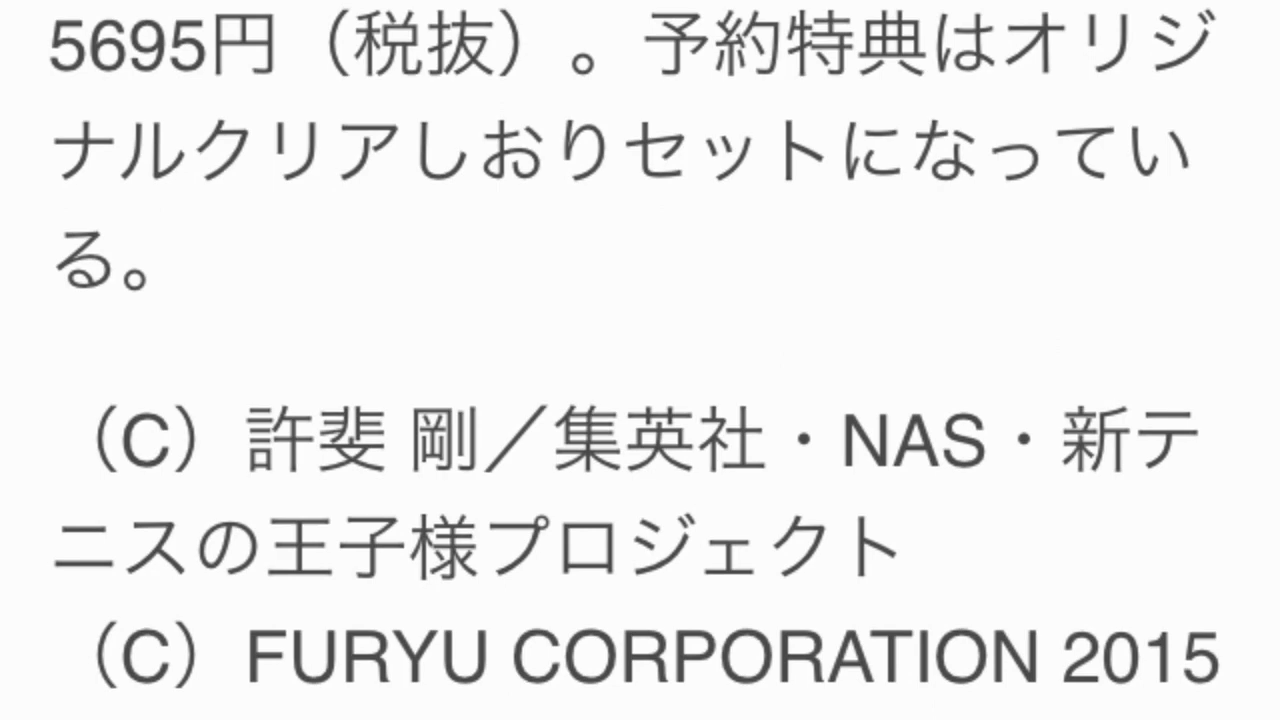 5695円（税抜）。予約特典はオリジ
ナルクリアしおりセットになってい
る。
（C）許斐 剛／集英社・NAS・新テ
ニスの王子様プロジェクト
（C）FURYU CORPORATION 2015